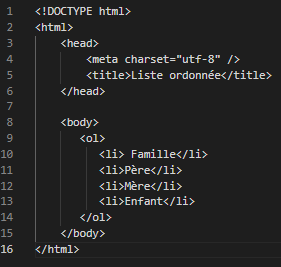 1 <!DOCTYPE html>
2 <html>
3 <head>
4 <meta charset="utf-8" />
5 <title>Liste ordonnée</title>
6 </head>
7
8 <body>
9 <ol>
10 <li> Famille</li>
11 <li>Père</li>
12 <li>Mère</li>
13 <li>Enfant</li>
14 </ol>
15 </body>
16 </html>